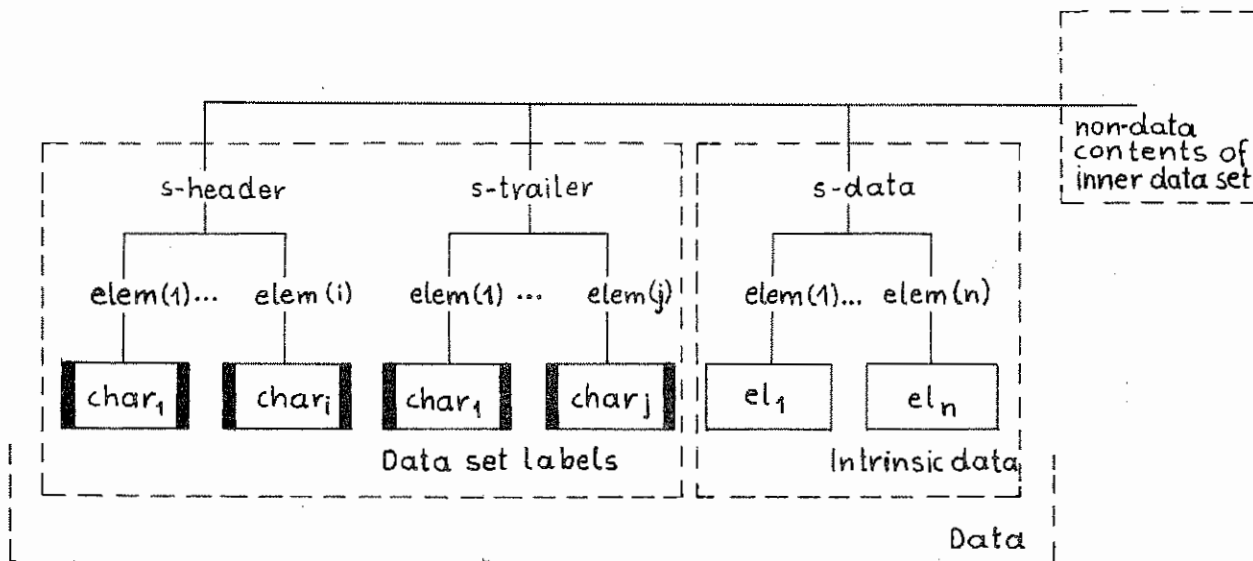 non-data
contents of
inner data set
s-header s-trailer s-data
elem(1)... elem(i) elem(1) ... elem(j) elem(1)... elem(n)
char₁ charᵢ char₁ charⱼ el₁ elₙ
Data set labels Intrinsic data
Data